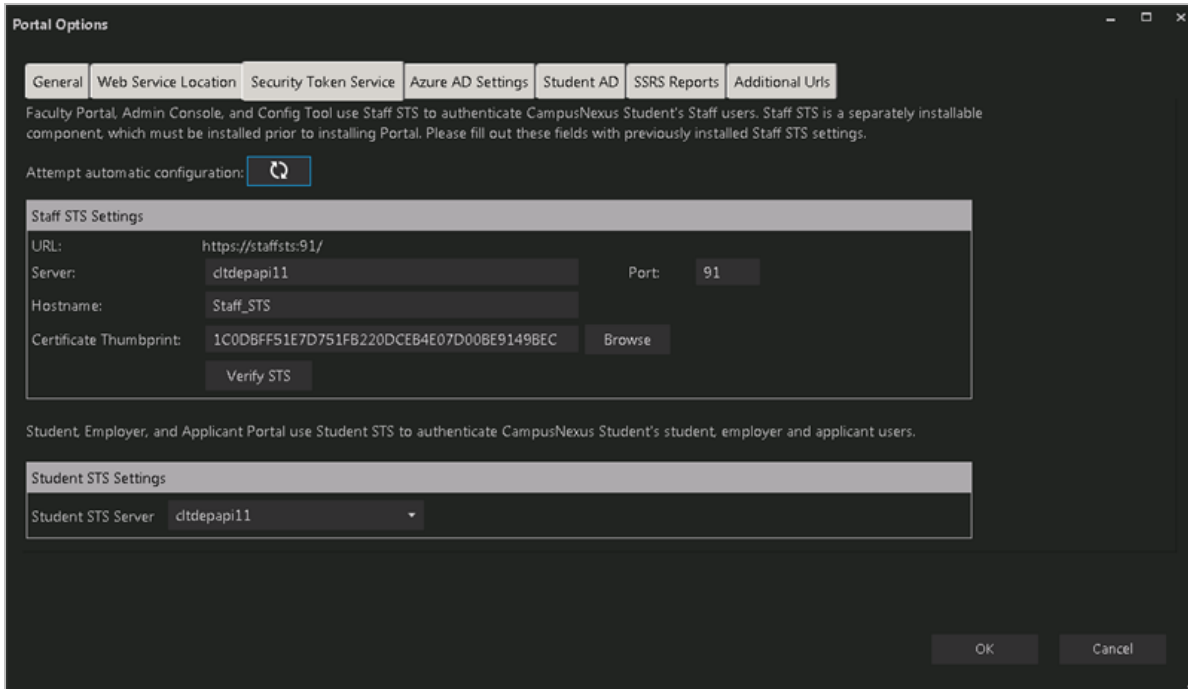 Portal Options
General Web Service Location Security Token Service Azure AD Settings Student AD SSRS Reports Additional Urls
Faculty Portal, Admin Console, and Config Tool use Staff STS to authenticate CampusNexus Student's Staff users. Staff STS is a separately installable
component, which must be installed prior to installing Portal. Please fill out these fields with previously installed Staff STS settings.
Attempt automatic configuration:
Staff STS Settings
URL: https://staffsts:91/
Server: cltdepapi11 Port: 91
Hostname: Staff_STS
Certificate Thumbprint: 1C0DBFF51E7D751FB220DCEB4E07D00BE9149BEC Browse
Verify STS
Student, Employer, and Applicant Portal use Student STS to authenticate CampusNexus Student's student, employer and applicant users.
Student STS Settings
Student STS Server cltdepapi11
OK Cancel